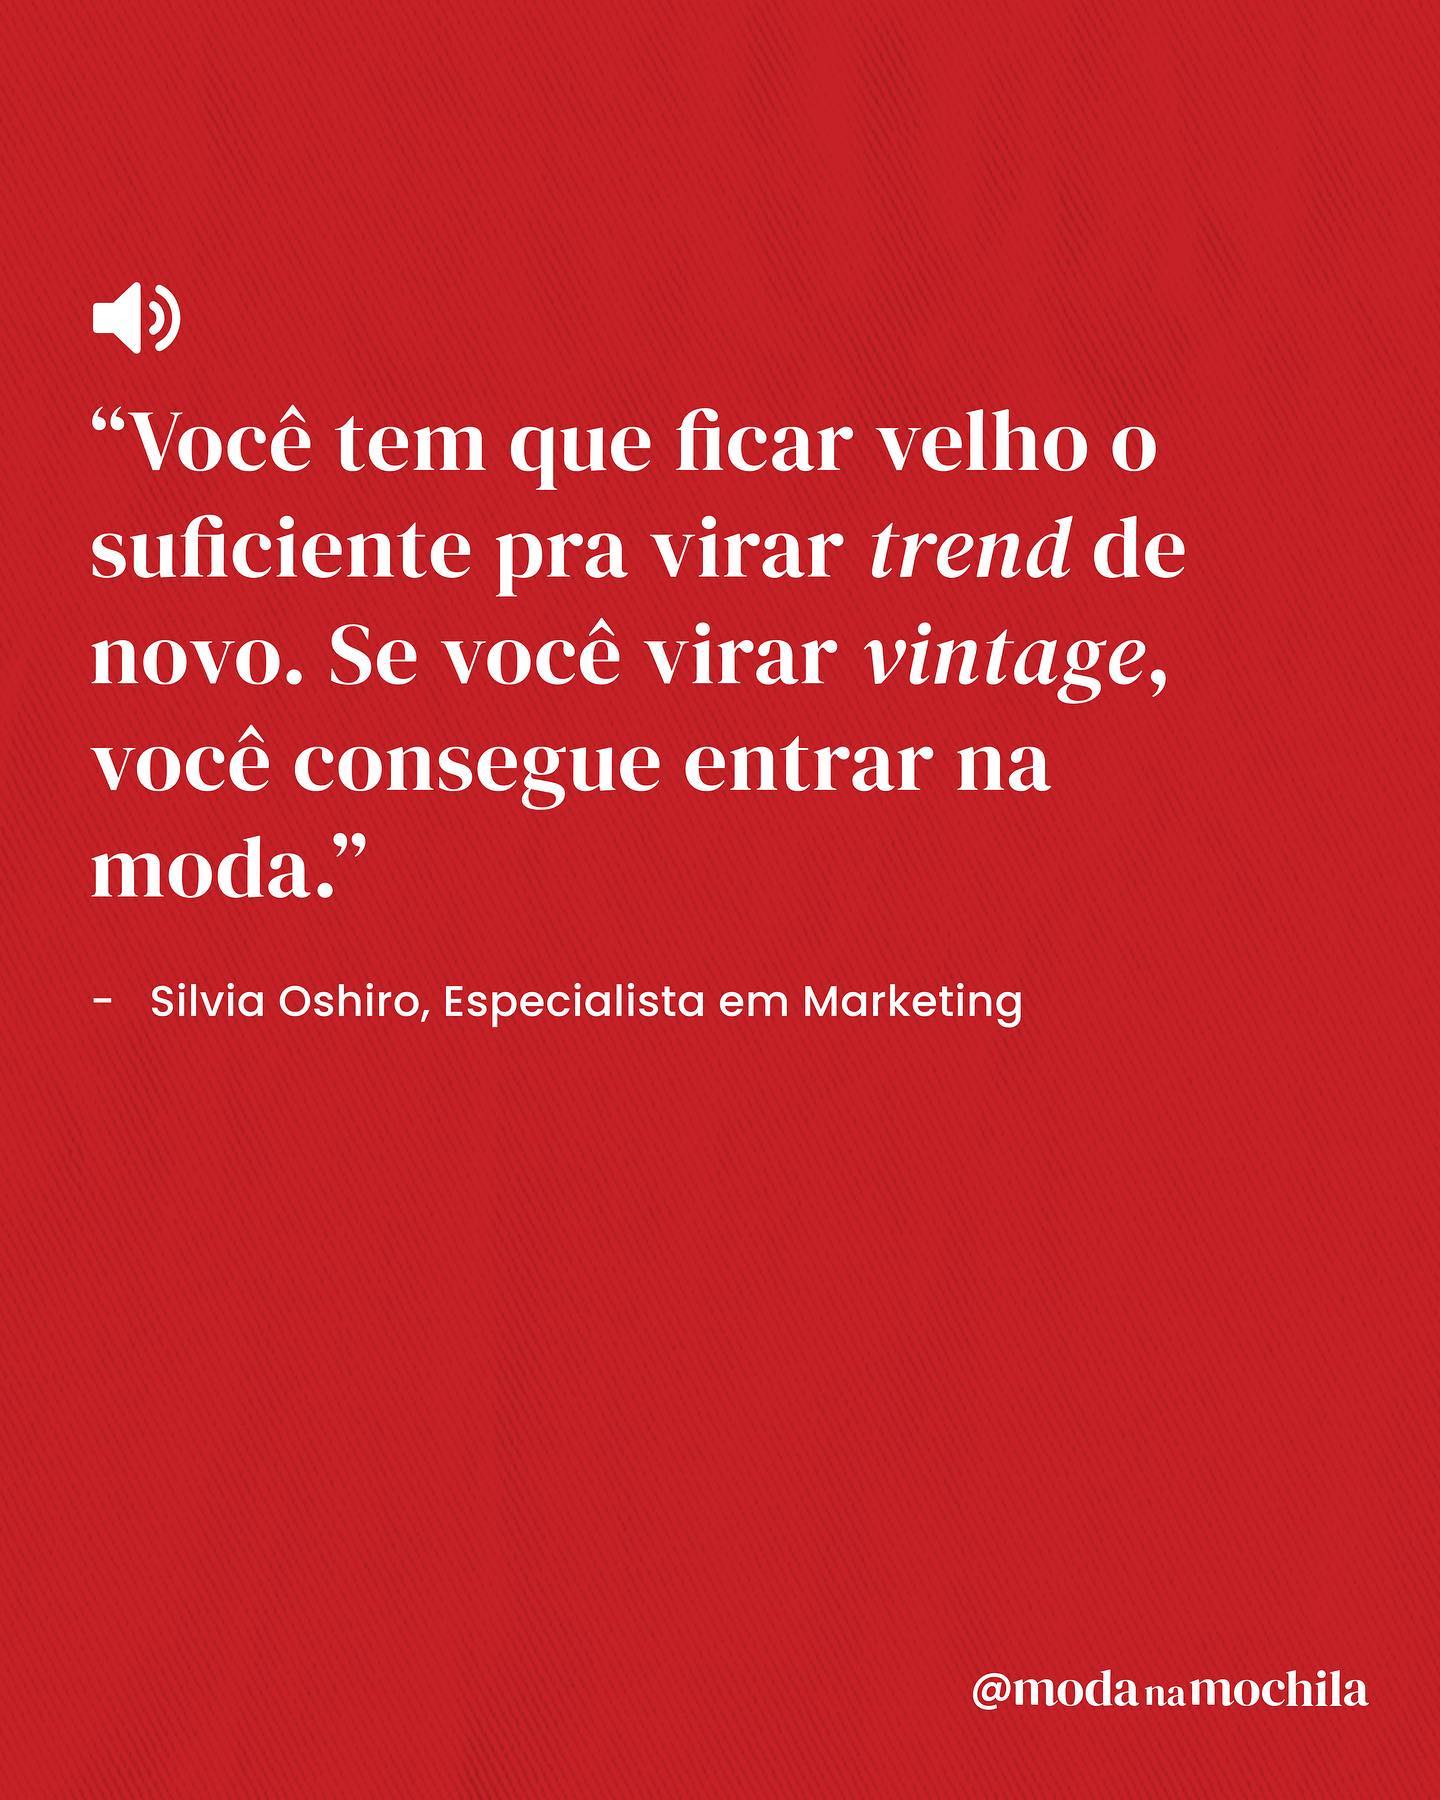 “Você tem que ficar velho o
suficiente pra virar trend de
novo. Se você virar vintage,
você consegue entrar na
moda.”
- Silvia Oshiro, Especialista em Marketing
@modanamochila